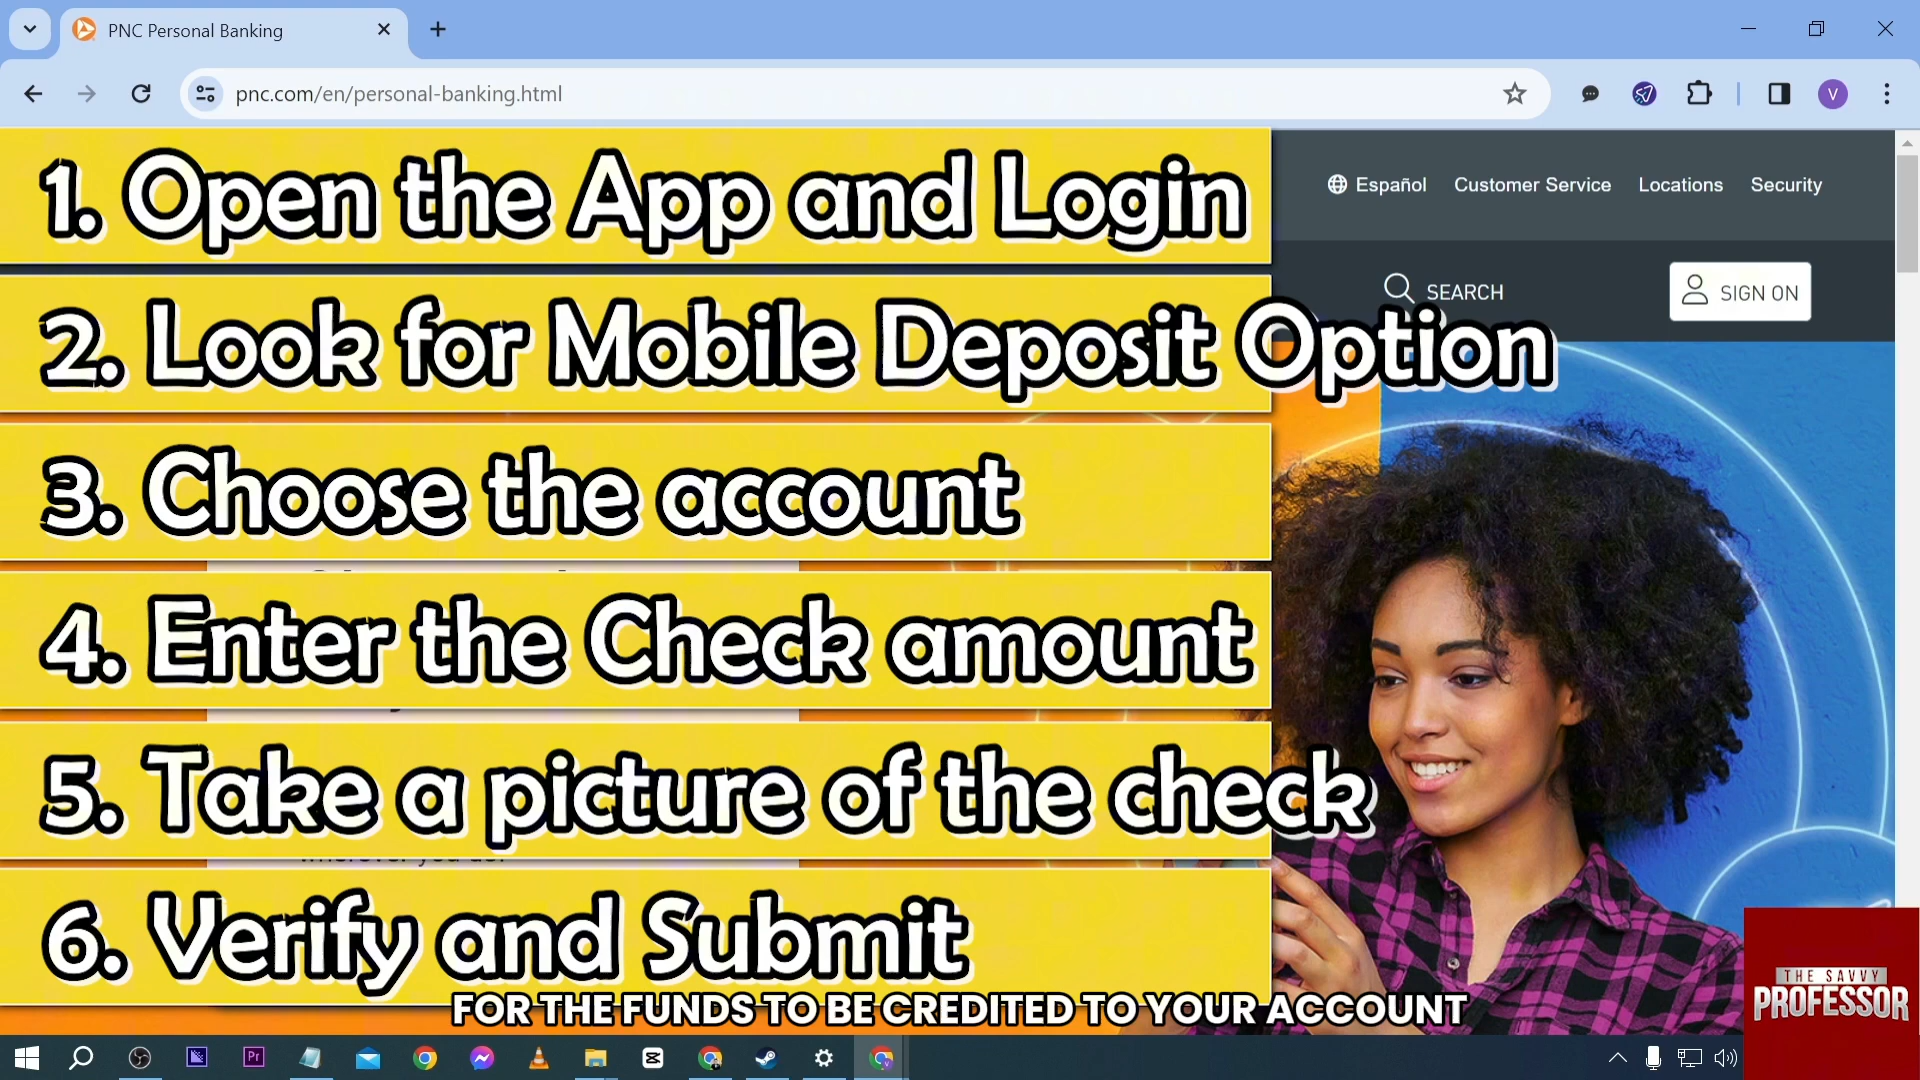 PNC Personal Banking
pnc.com/en/personal-banking.html
V
1. Open the App and Login
Español Customer Service Locations Security
SEARCH
SIGN ON
2. Look for Mobile Deposit Option
3. Choose the account
4. Enter the Check amount
5. Take a picture of the check
6. Verify and Submit
FOR THE FUNDS TO BE CREDITED TO YOUR ACCOUNT
THE SAVVY
PROFESSOR
Pr